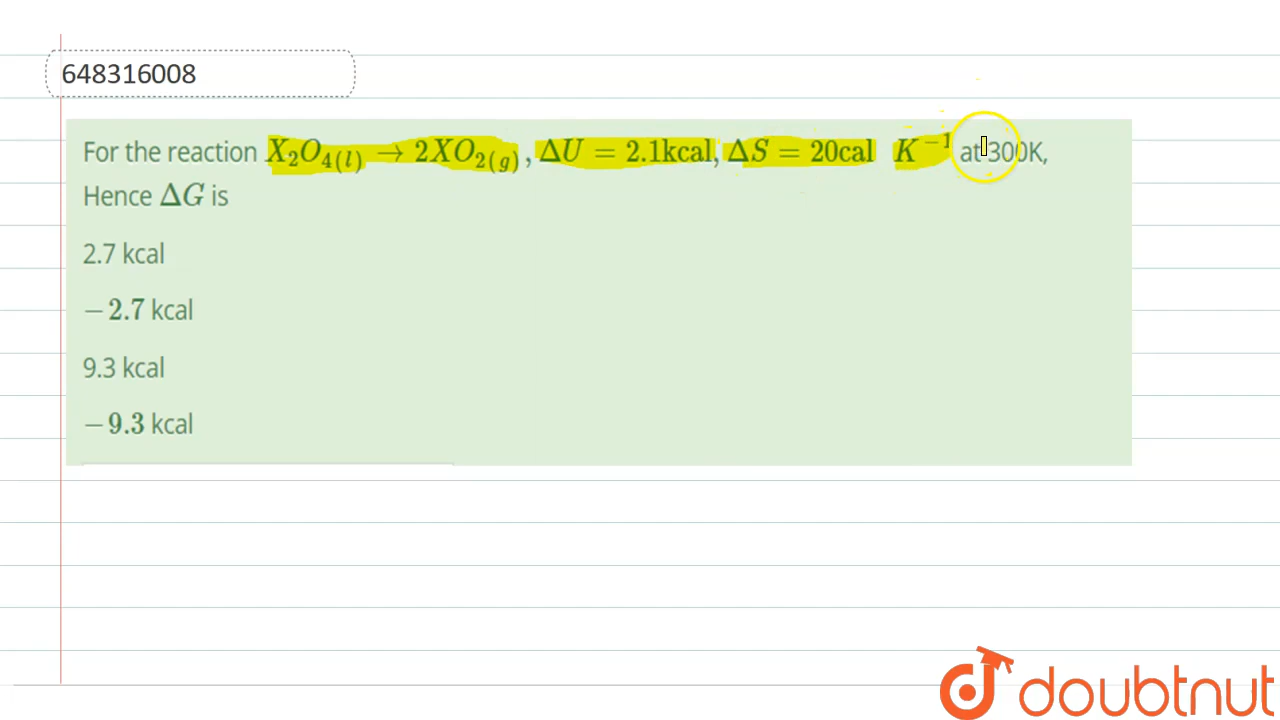 648316008
For the reaction X₂O₄₍ₗ₎ → 2XO₂₍g₎, ΔU = 2.1kcal, ΔS = 20cal K⁻¹ at 300K,
Hence ΔG is
2.7 kcal
−2.7 kcal
9.3 kcal
−9.3 kcal
doubtnut